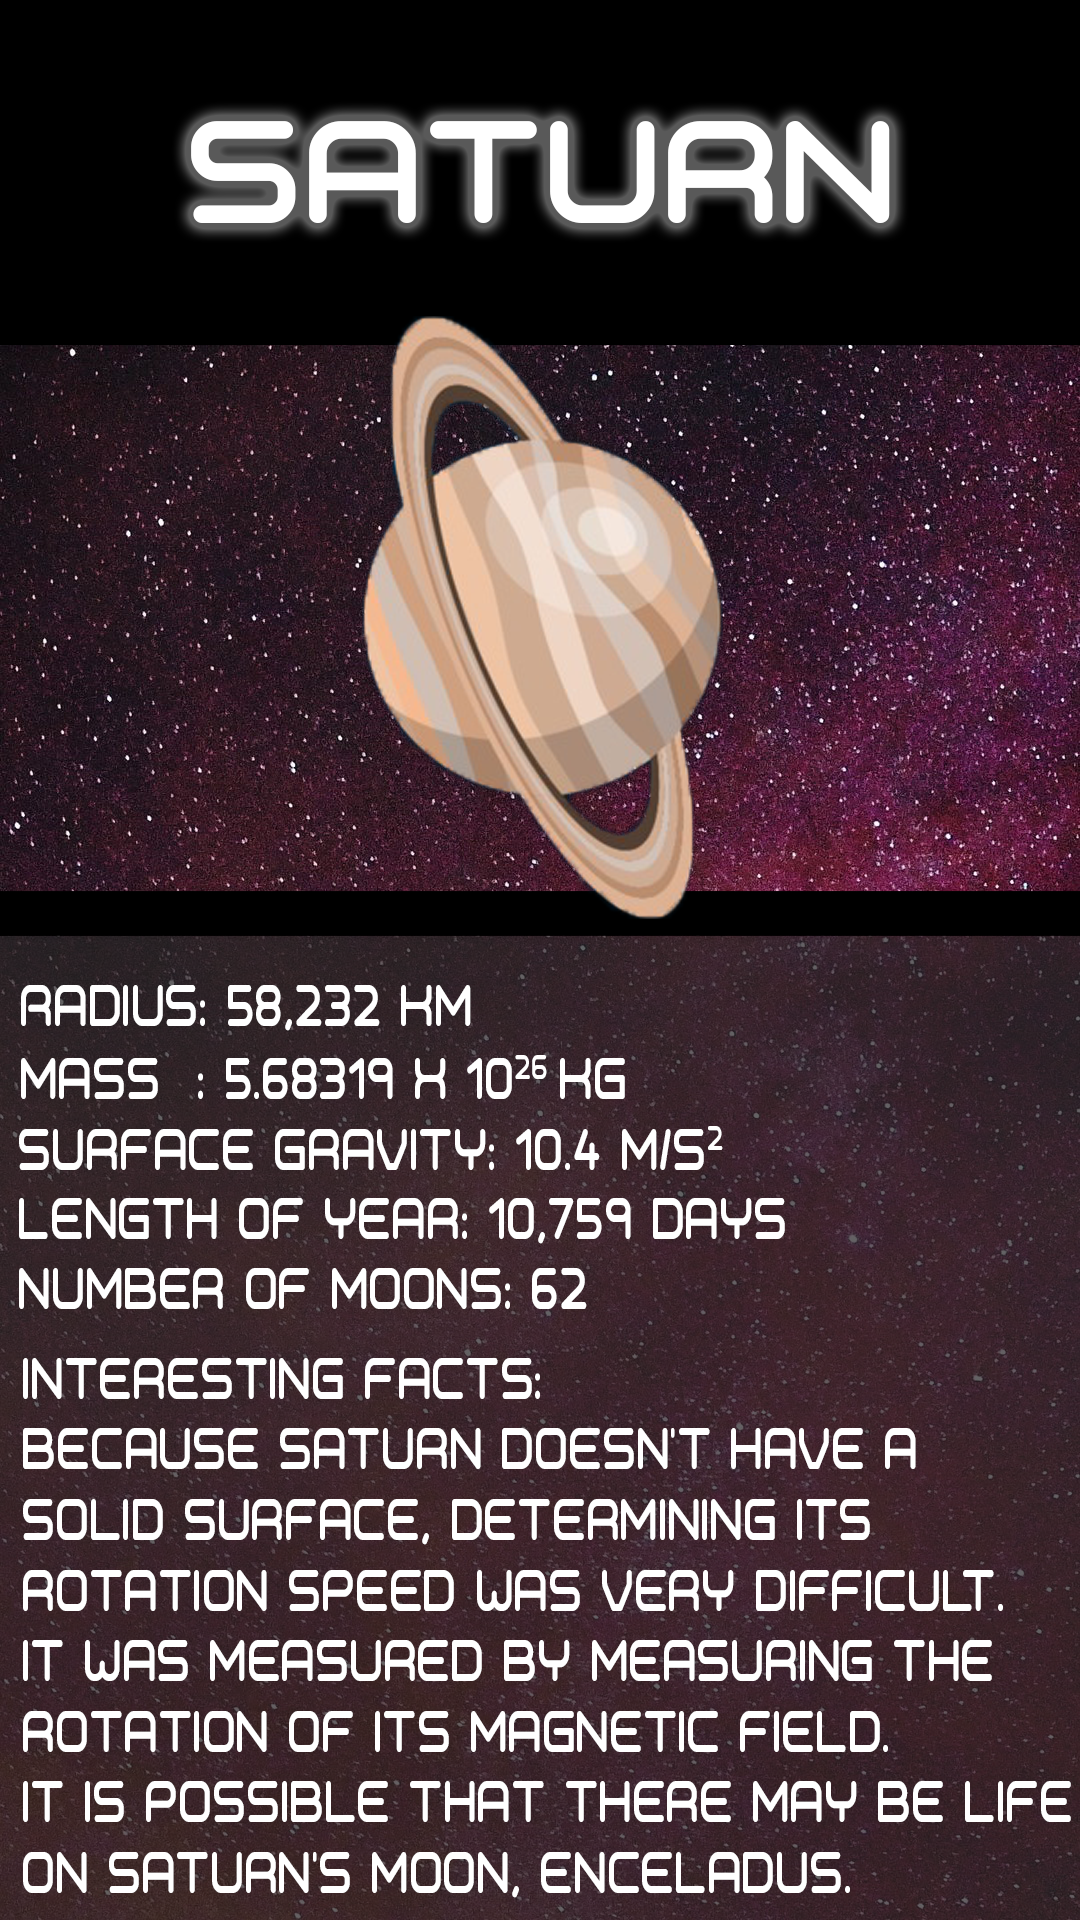 SATURN
RADIUS: 58,232 KM
MASS : 5.68319 X 10²⁶ KG
SURFACE GRAVITY: 10.4 M/S²
LENGTH OF YEAR: 10,759 DAYS
NUMBER OF MOONS: 62
INTERESTING FACTS:
BECAUSE SATURN DOESN'T HAVE A
SOLID SURFACE, DETERMINING ITS
ROTATION SPEED WAS VERY DIFFICULT.
IT WAS MEASURED BY MEASURING THE
ROTATION OF ITS MAGNETIC FIELD.
IT IS POSSIBLE THAT THERE MAY BE LIFE
ON SATURN'S MOON, ENCELADUS.